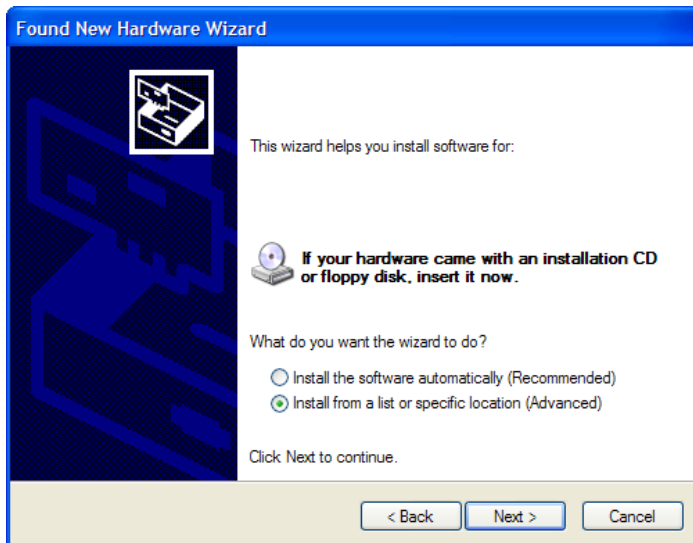 Found New Hardware Wizard
This wizard helps you install software for:
If your hardware came with an installation CD
or floppy disk, insert it now.
What do you want the wizard to do?
Install the software automatically (Recommended)
Install from a list or specific location (Advanced)
Click Next to continue.
< Back Next > Cancel